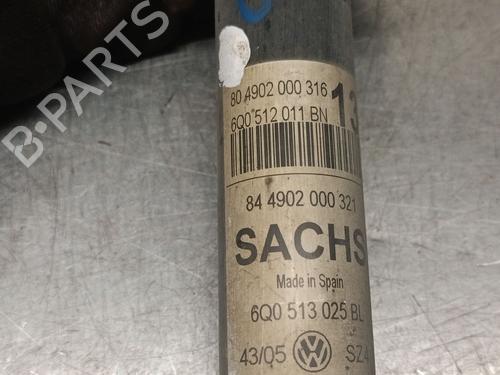 80 4902 000 316
13
6Q0 512 011 BN
84 4902 000 321
SACHS
Made in Spain
6Q0 513 025 BL
43/05 SZ4
B-PARTS